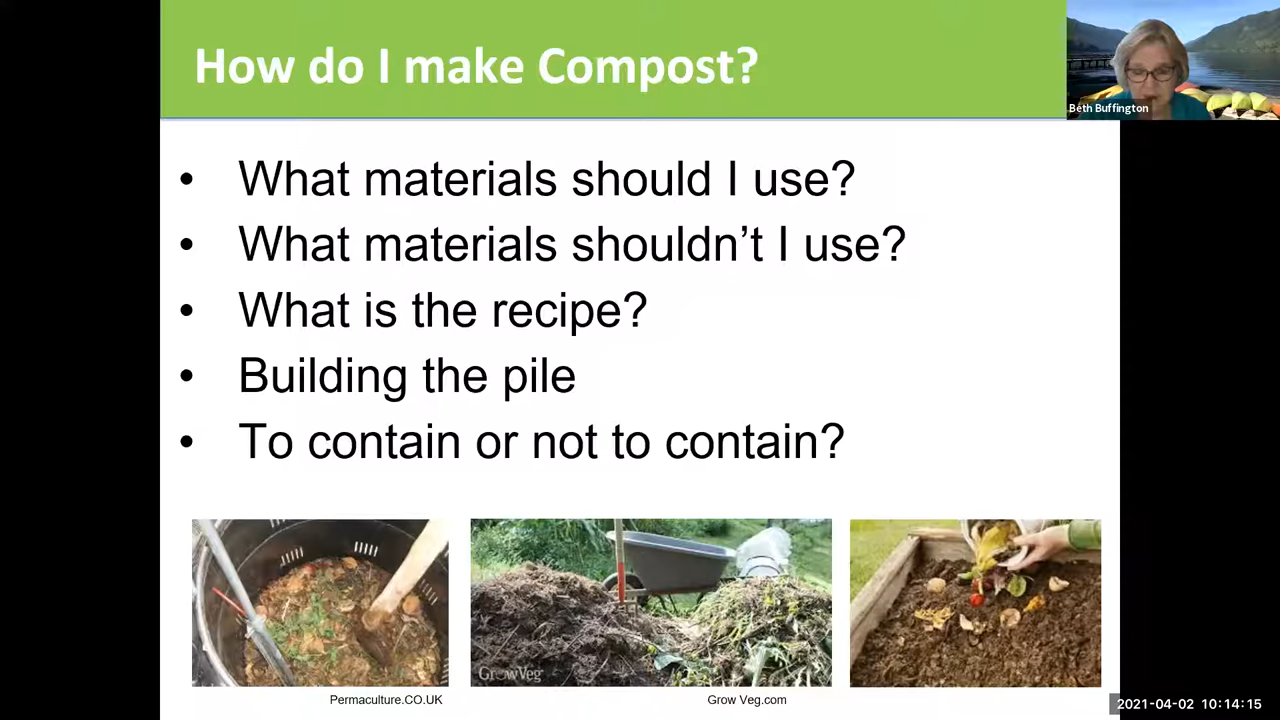 How do I make Compost?
Beth Buffington
• What materials should I use?
• What materials shouldn’t I use?
• What is the recipe?
• Building the pile
• To contain or not to contain?
GrowVeg
Permaculture.CO.UK
Grow Veg.com
2021-04-02 10:14:15